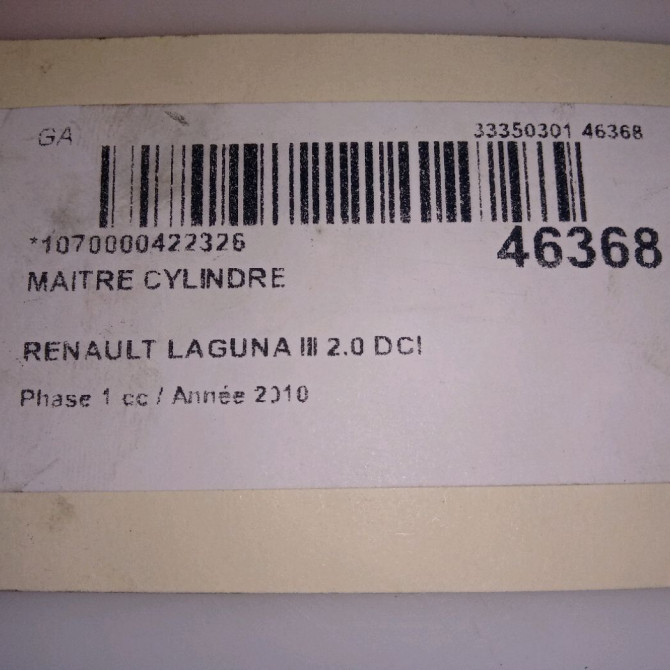 GA
33350301 46368
*1070000422326
46368
MAITRE CYLINDRE
RENAULT LAGUNA III 2.0 DCI
Phase 1 cc / Année 2010